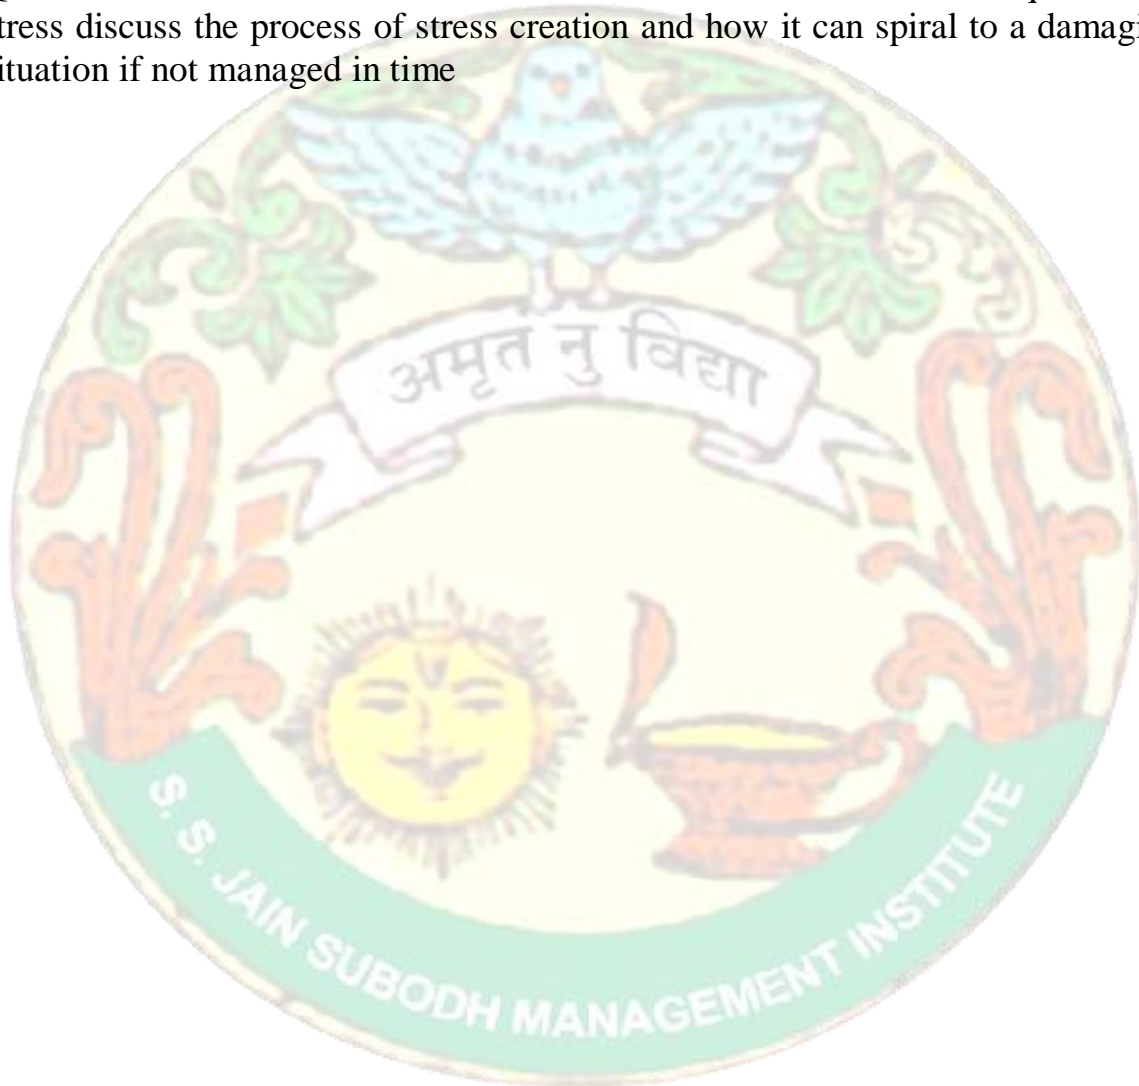 tress discuss the process of stress creation and how it can spiral to a damagi
ituation if not managed in time
अमृत नु विद्या
S. S. JAIN SUBODH MANAGEMENT INSTITUTE